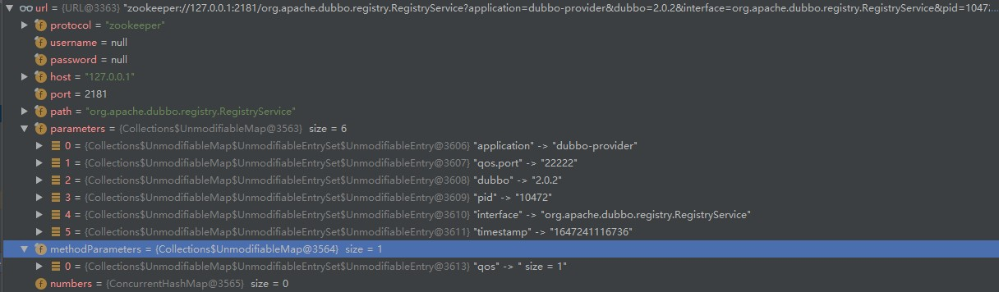 url = {URL@3363} "zookeeper://127.0.0.1:2181/org.apache.dubbo.registry.RegistryService?application=dubbo-provider&dubbo=2.0.2&interface=org.apache.dubbo.registry.RegistryService&pid=1047...
f protocol = "zookeeper"
f username = null
f password = null
f host = "127.0.0.1"
f port = 2181
f path = "org.apache.dubbo.registry.RegistryService"
f parameters = {Collections$UnmodifiableMap@3563} size = 6
0 = {Collections$UnmodifiableMap$UnmodifiableEntrySet$UnmodifiableEntry@3606} "application" -> "dubbo-provider"
1 = {Collections$UnmodifiableMap$UnmodifiableEntrySet$UnmodifiableEntry@3607} "qos.port" -> "22222"
2 = {Collections$UnmodifiableMap$UnmodifiableEntrySet$UnmodifiableEntry@3608} "dubbo" -> "2.0.2"
3 = {Collections$UnmodifiableMap$UnmodifiableEntrySet$UnmodifiableEntry@3609} "pid" -> "10472"
4 = {Collections$UnmodifiableMap$UnmodifiableEntrySet$UnmodifiableEntry@3610} "interface" -> "org.apache.dubbo.registry.RegistryService"
5 = {Collections$UnmodifiableMap$UnmodifiableEntrySet$UnmodifiableEntry@3611} "timestamp" -> "1647241116736"
f methodParameters = {Collections$UnmodifiableMap@3564} size = 1
0 = {Collections$UnmodifiableMap$UnmodifiableEntrySet$UnmodifiableEntry@3613} "qos" -> " size = 1"
f numbers = {ConcurrentHashMap@3565} size = 0